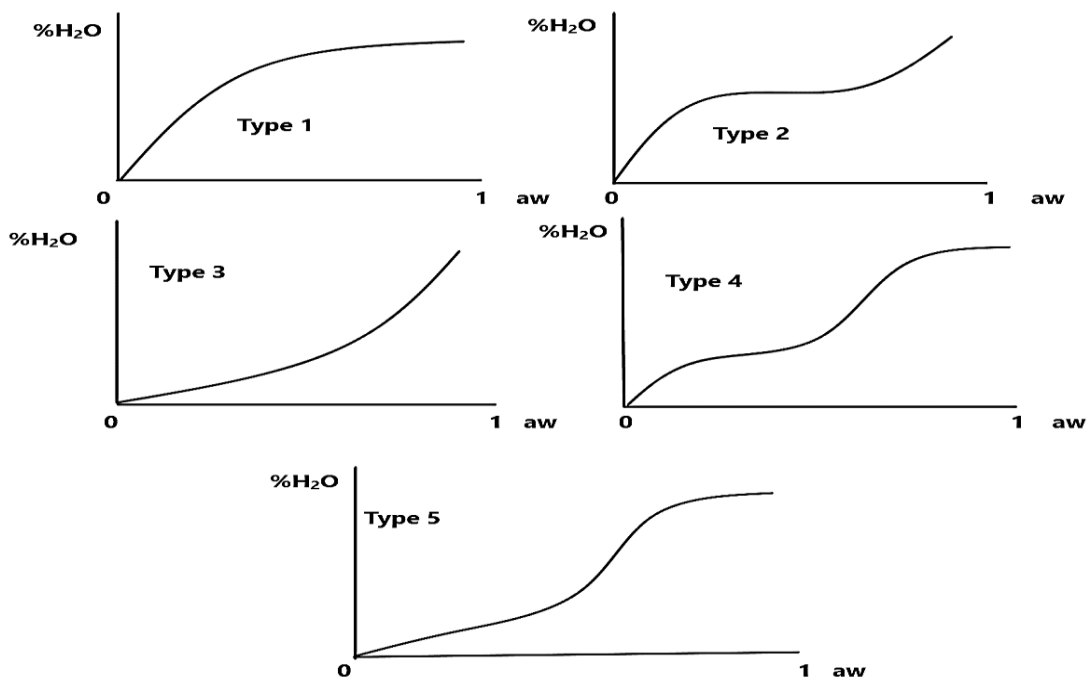 %H₂O
Type 1
0 1 aw
%H₂O
Type 2
0 1 aw
%H₂O
Type 3
0 1 aw
%H₂O
Type 4
0 1 aw
%H₂O
Type 5
0 1 aw